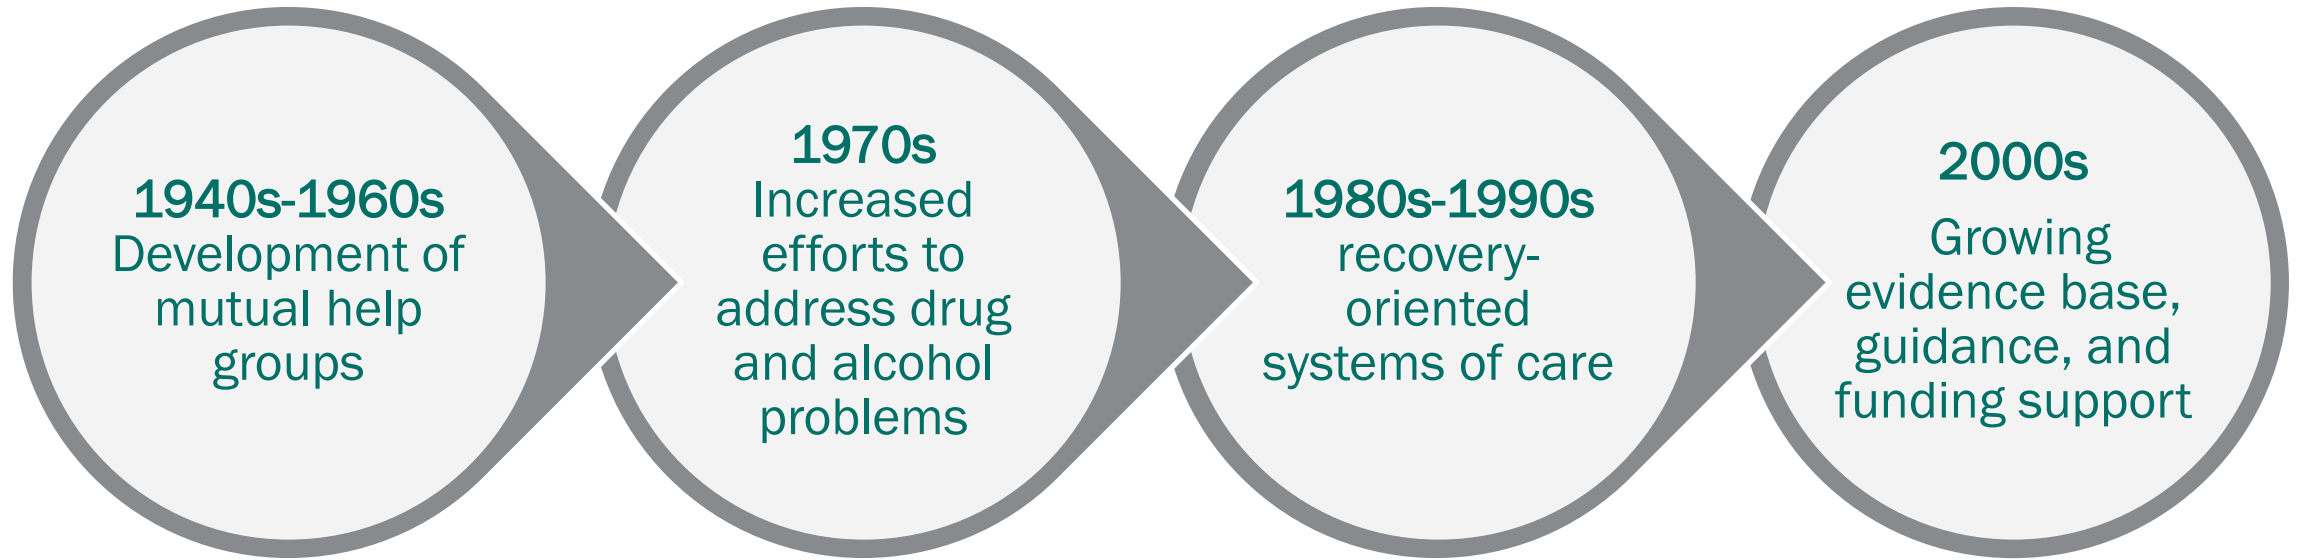 1940s-1960s
Development of
mutual help
groups
1970s
Increased
efforts to
address drug
and alcohol
problems
1980s-1990s
recovery-
oriented
systems of care
2000s
Growing
evidence base,
guidance, and
funding support